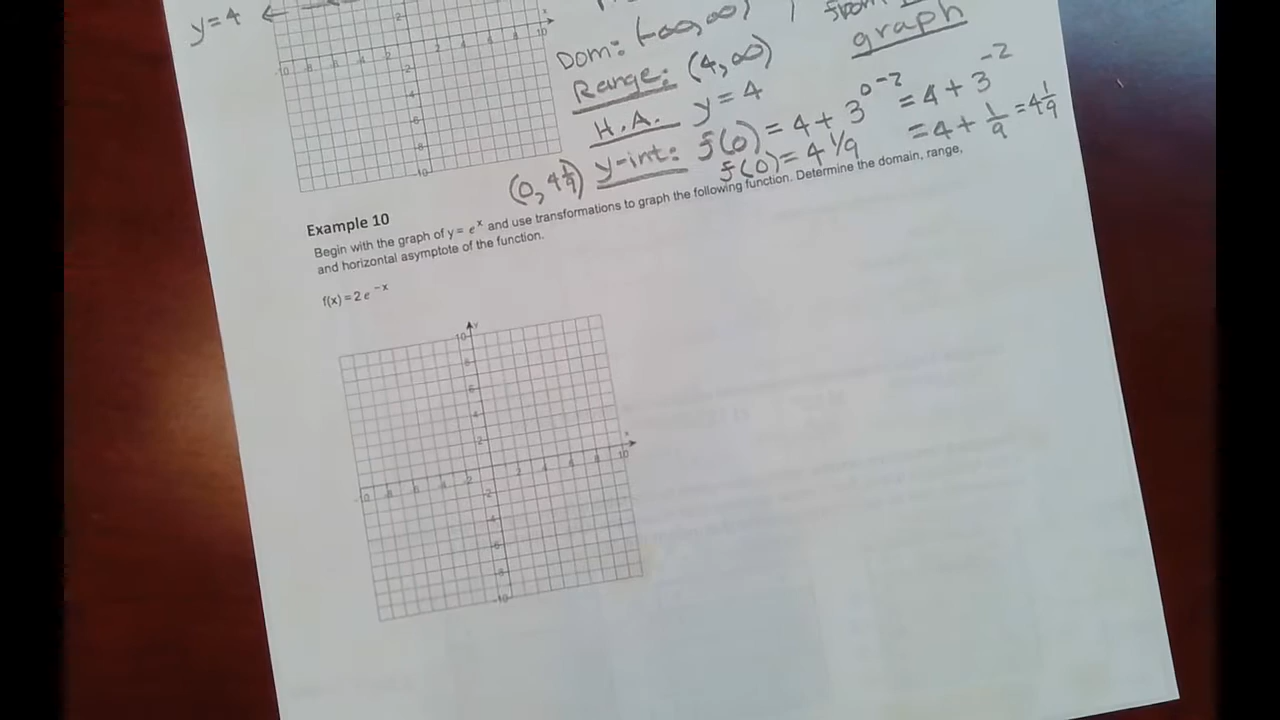 y=4
Dom: (-∞,∞)
Range: (4,∞)
graph
H.A. y=4
y-int: f(0) = 4 + 3^{0-2} = 4 + 3^{-2}
= 4 + 1/9 = 4 1/9
(0, 4 1/9) f(0) = 4 1/9
Example 10
Begin with the graph of y = e^x and use transformations to graph the following function. Determine the domain, range,
and horizontal asymptote of the function.
f(x) = 2 e^{-x}